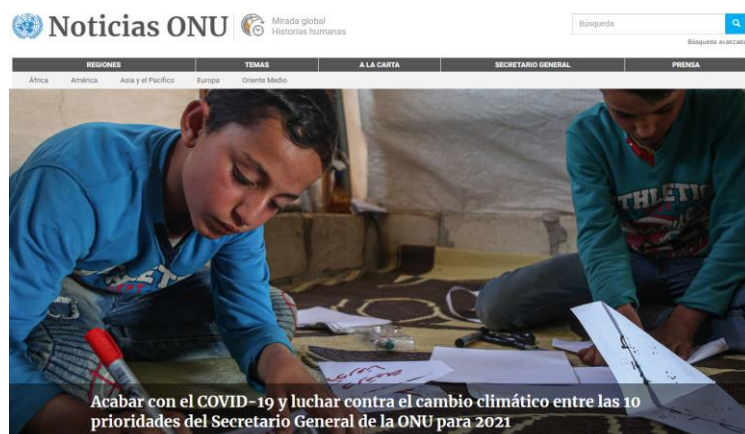 Noticias ONU
Mirada global
Historias humanas
Búsqueda
Búsqueda avanzada
REGIONES TEMAS A LA CARTA SECRETARIO GENERAL PRENSA
África América Asia y el Pacífico Europa Oriente Medio
ATHLETIC
Acabar con el COVID-19 y luchar contra el cambio climático entre las 10
prioridades del Secretario General de la ONU para 2021